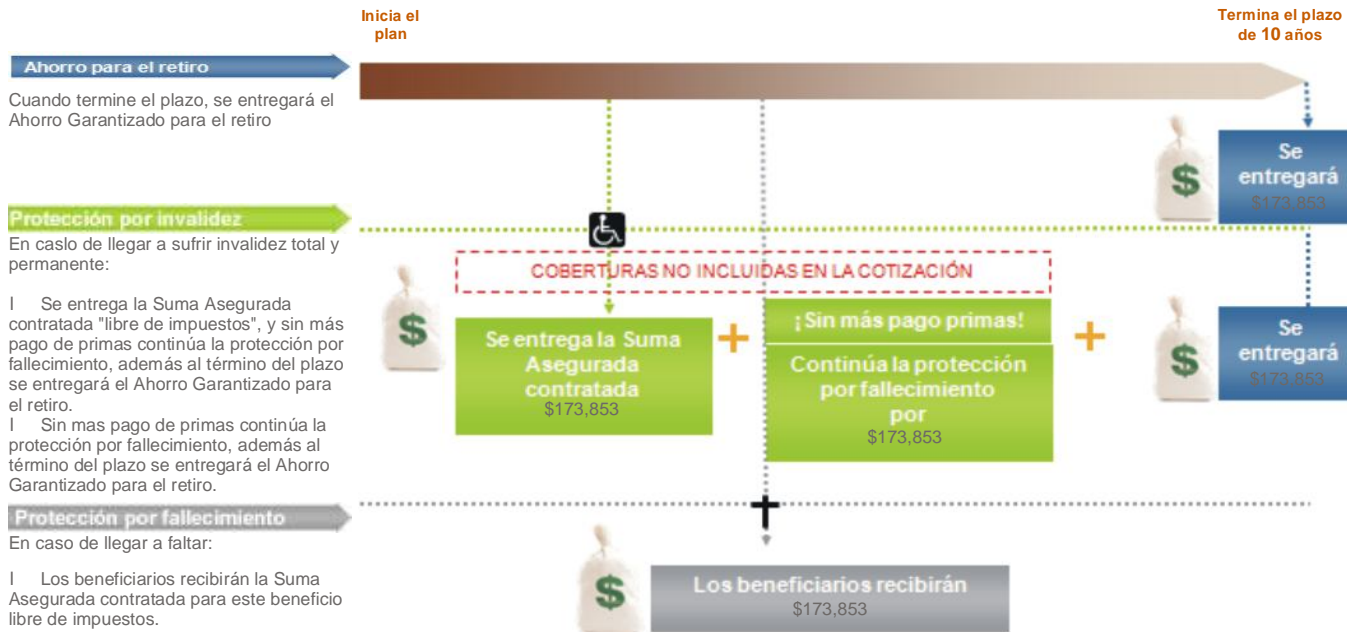 Inicia el
plan
Termina el plazo
de 10 años
Ahorro para el retiro
Cuando termine el plazo, se entregará el
Ahorro Garantizado para el retiro
Se
entregará
$173,853
Protección por invalidez
En caslo de llegar a sufrir invalidez total y
permanente:
l Se entrega la Suma Asegurada
contratada "libre de impuestos", y sin más
pago de primas continúa la protección por
fallecimiento, además al término del plazo
se entregará el Ahorro Garantizado para
el retiro.
l Sin mas pago de primas continúa la
protección por fallecimiento, además al
término del plazo se entregará el Ahorro
Garantizado para el retiro.
COBERTURAS NO INCLUIDAS EN LA COTIZACIÓN
$
Se entrega la Suma
Asegurada
contratada
$173,853
+
¡Sin más pago primas!
Continúa la protección
por fallecimiento
por
$173,853
+
$
Se
entregará
$173,853
$
Protección por fallecimiento
En caso de llegar a faltar:
l Los beneficiarios recibirán la Suma
Asegurada contratada para este beneficio
libre de impuestos.
$
Los beneficiarios recibirán
$173,853